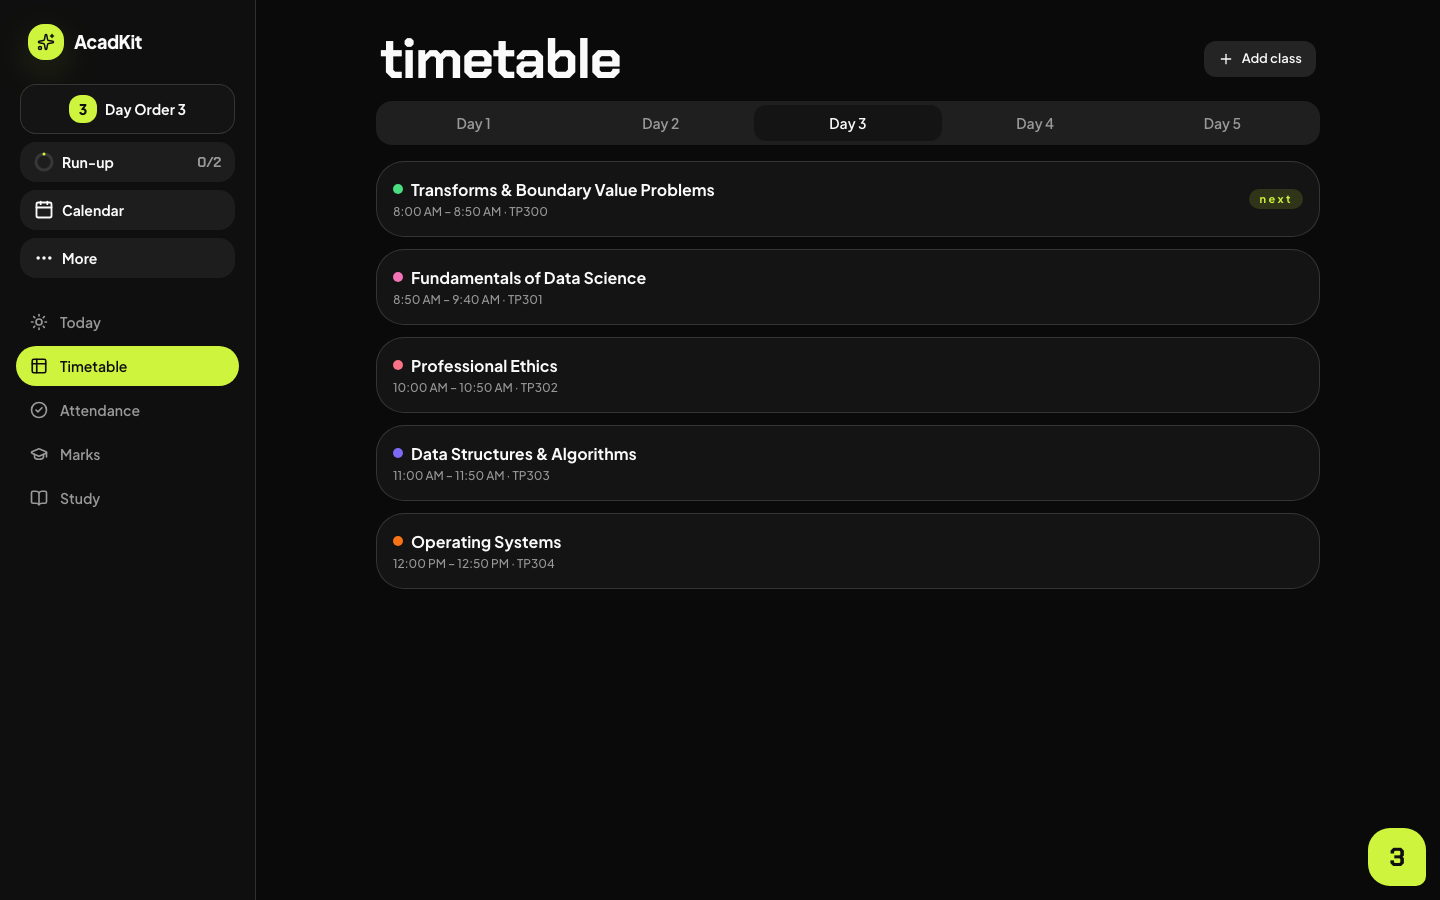 AcadKit
3 Day Order 3
Run-up 0/2
Calendar
More
Today
Timetable
Attendance
Marks
Study
timetable
Add class
Day 1 Day 2 Day 3 Day 4 Day 5
Transforms & Boundary Value Problems
8:00 AM – 8:50 AM · TP300
next
Fundamentals of Data Science
8:50 AM – 9:40 AM · TP301
Professional Ethics
10:00 AM – 10:50 AM · TP302
Data Structures & Algorithms
11:00 AM – 11:50 AM · TP303
Operating Systems
12:00 PM – 12:50 PM · TP304
3